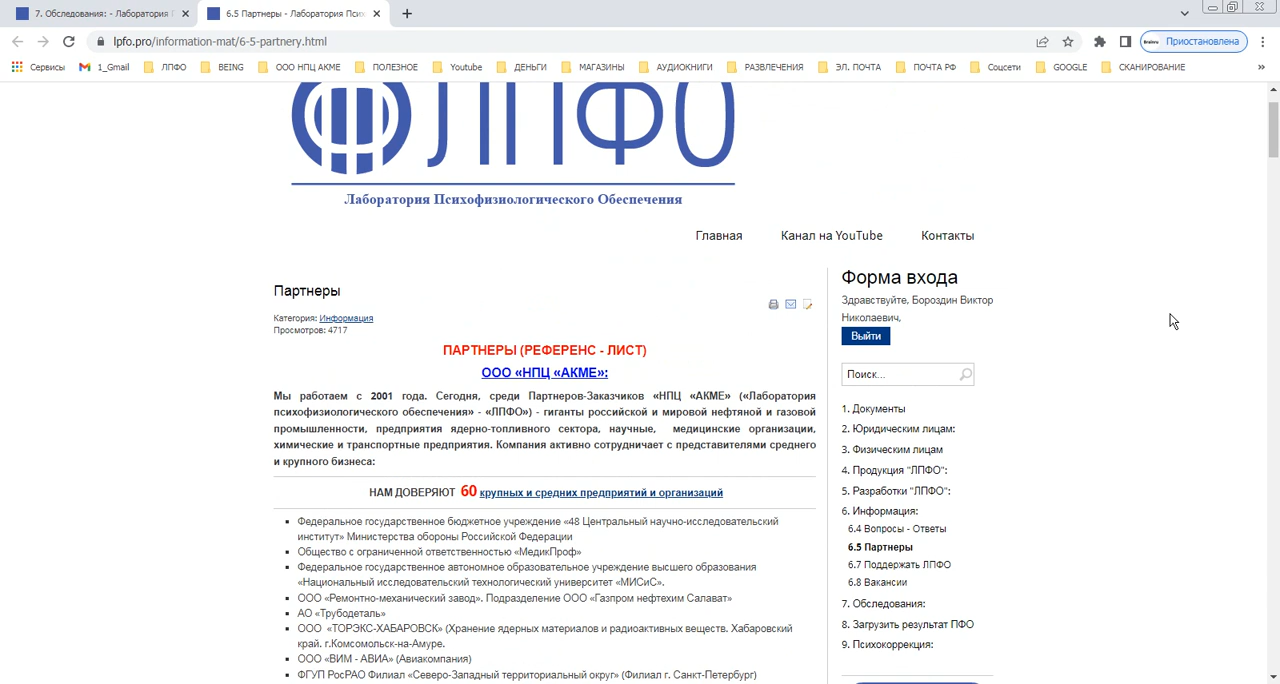 7. Обследования: - Лаборатория
6.5 Партнеры - Лаборатория Псих
lpfo.pro/information-mat/6-5-partnery.html
Приостановлена
Сервисы
1_Gmail
ЛПФО
BEING
ООО НПЦ АКМЕ
ПОЛЕЗНОЕ
Youtube
ДЕНЬГИ
МАГАЗИНЫ
АУДИОКНИГИ
РАЗВЛЕЧЕНИЯ
ЭЛ. ПОЧТА
ПОЧТА РФ
Соцсети
GOOGLE
СКАНИРОВАНИЕ
»
ЛПФО
Лаборатория Психофизиологического Обеспечения
Главная
Канал на YouTube
Контакты
Партнеры
Категория: Информация
Просмотров: 4717
ПАРТНЕРЫ (РЕФЕРЕНС - ЛИСТ)
ООО «НПЦ «АКМЕ»:
Мы работаем с 2001 года. Сегодня, среди Партнеров-Заказчиков «НПЦ «АКМЕ» («Лаборатория
психофизиологического обеспечения» - «ЛПФО») - гиганты российской и мировой нефтяной и газовой
промышленности, предприятия ядерно-топливного сектора, научные, медицинские организации,
химические и транспортные предприятия. Компания активно сотрудничает с представителями среднего
и крупного бизнеса:
НАМ ДОВЕРЯЮТ 60 крупных и средних предприятий и организаций
Федеральное государственное бюджетное учреждение «48 Центральный научно-исследовательский
институт» Министерства обороны Российской Федерации
Общество с ограниченной ответственностью «МедикПроф»
Федеральное государственное автономное образовательное учреждение высшего образования
«Национальный исследовательский технологический университет «МИСиС».
ООО «Ремонтно-механический завод». Подразделение ООО «Газпром нефтехим Салават»
АО «Трубодеталь»
ООО «ТОРЭКС-ХАБАРОВСК» (Хранение ядерных материалов и радиоактивных веществ. Хабаровский
край. г.Комсомольск-на-Амуре.
ООО «ВИМ - АВИА» (Авиакомпания)
ФГУП РосРАО Филиал «Северо-Западный территориальный округ» (Филиал г. Санкт-Петербург)
Форма входа
Здравствуйте, Бороздин Виктор
Николаевич,
Выйти
Поиск...
1. Документы
2. Юридическим лицам:
3. Физическим лицам
4. Продукция "ЛПФО":
5. Разработки "ЛПФО":
6. Информация:
6.4 Вопросы - Ответы
6.5 Партнеры
6.7 Поддержать ЛПФО
6.8 Вакансии
7. Обследования:
8. Загрузить результат ПФО
9. Психокоррекция: